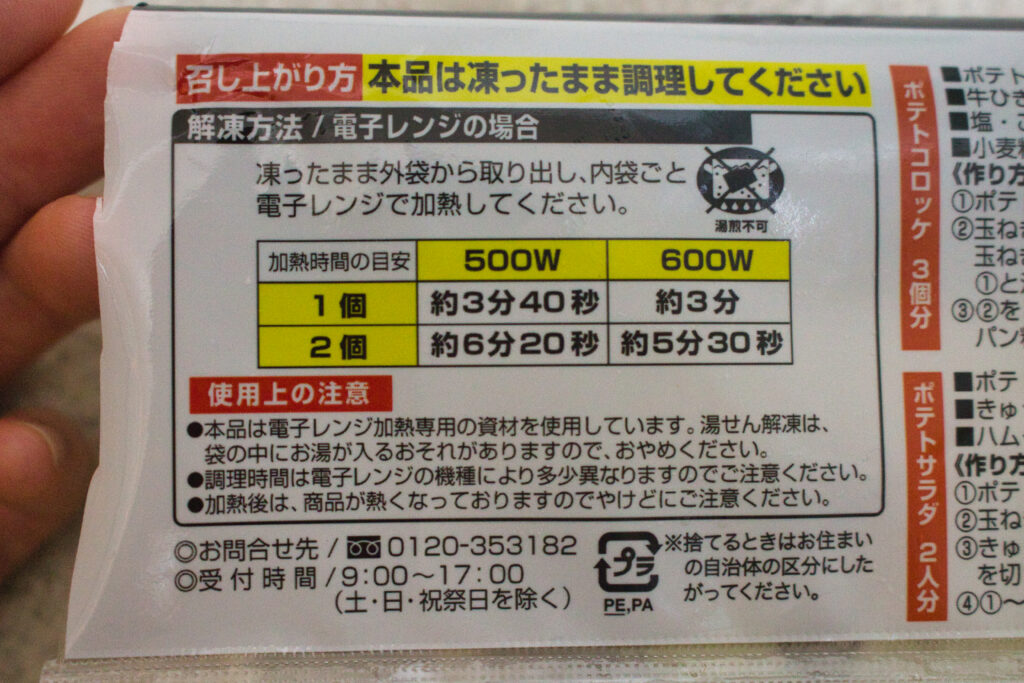 召し上がり方 本品は凍ったまま調理してください
解凍方法 / 電子レンジの場合
凍ったまま外袋から取り出し、内袋ごと
電子レンジで加熱してください。
湯煎不可
加熱時間の目安 500W 600W
1個 約3分40秒 約3分
2個 約6分20秒 約5分30秒
使用上の注意
●本品は電子レンジ加熱専用の資材を使用しています。湯せん解凍は、
袋の中にお湯が入るおそれがありますので、おやめください。
●調理時間は電子レンジの機種により多少異なりますのでご注意ください。
●加熱後は、商品が熱くなっておりますのでやけどにご注意ください。
◎お問合せ先 / 0120-353182
◎受付時間 / 9:00〜17:00
(土・日・祝祭日を除く)
プラ
PE,PA
※捨てるときはお住まい
の自治体の区分にした
がってください。
ポテトコロッケ 3個分
■ポテト
■牛ひき
■塩・こ
■小麦粉
《作り方
①ポテ
②玉ねぎ
玉ねぎ
①と
③②を
パン
ポテトサラダ 2人分
■ポテ
■きゅ
■ハム
《作り方
①ポテ
②玉ね
③きゅ
を切
④①〜